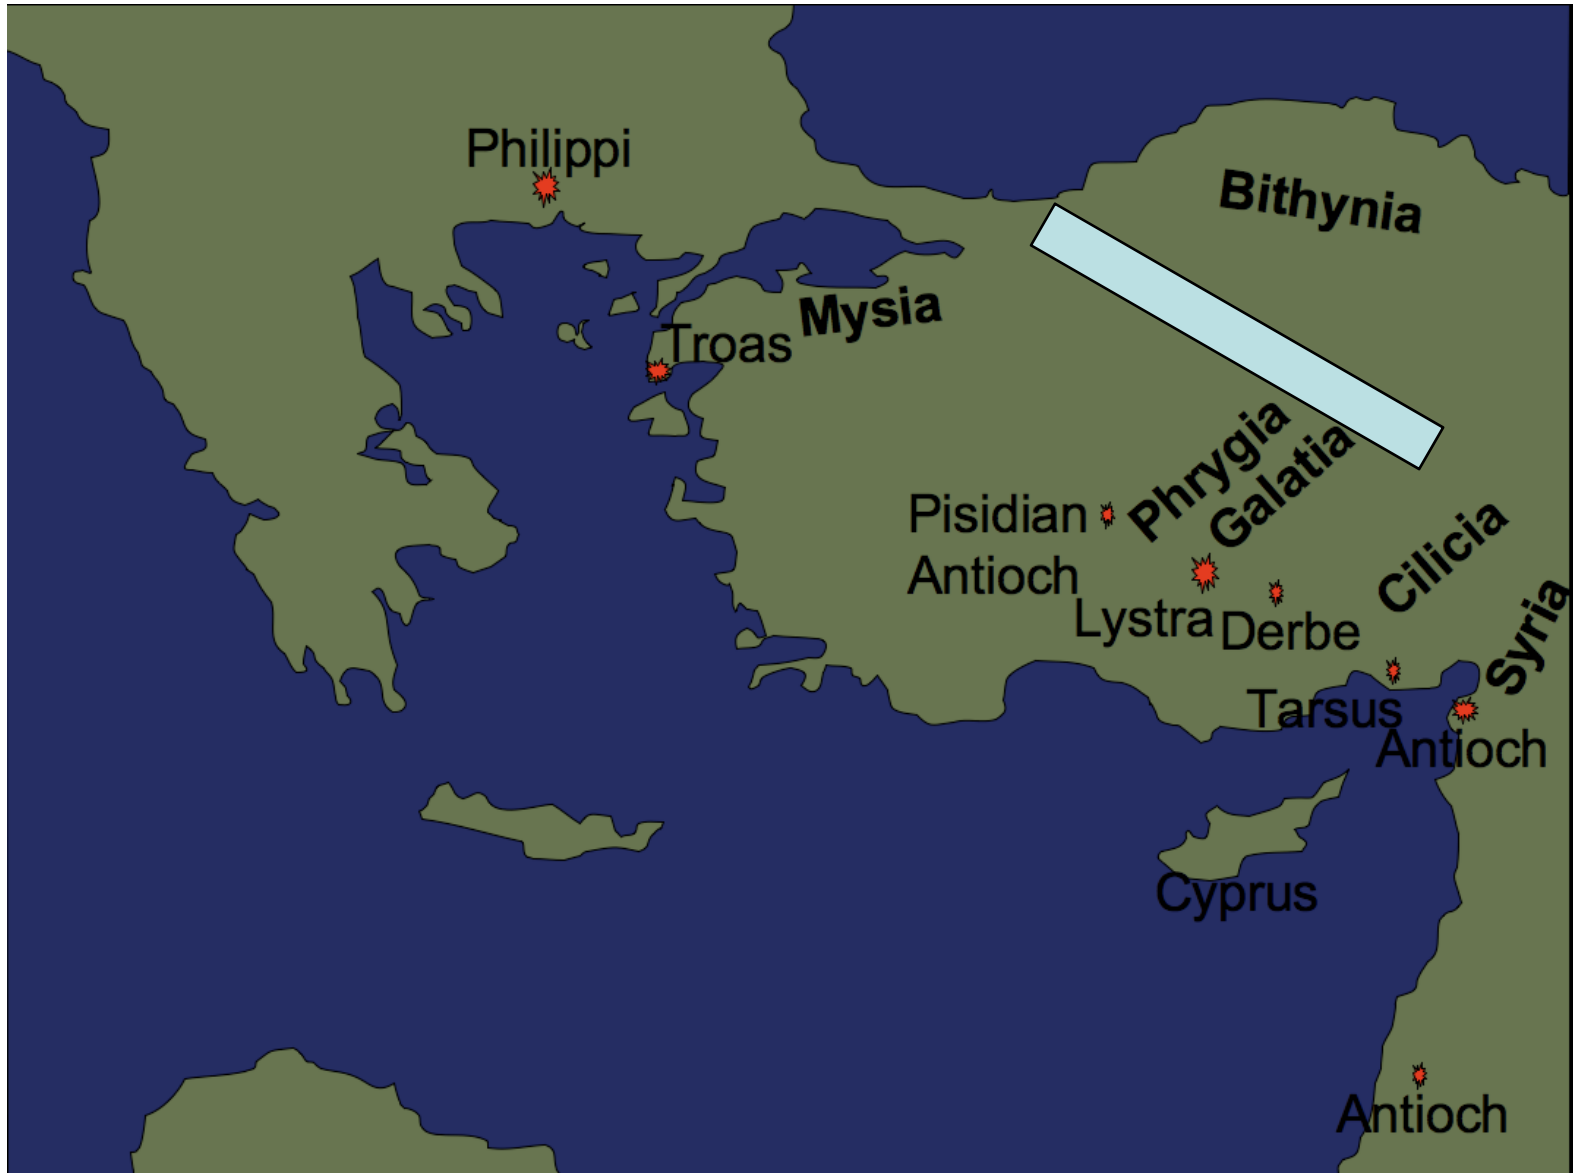 Philippi
Bithynia
Mysia
Troas
Phrygia
Galatia
Pisidian
Antioch
Cilicia
Lystra
Derbe
Syria
Tarsus
Antioch
Cyprus
Antioch